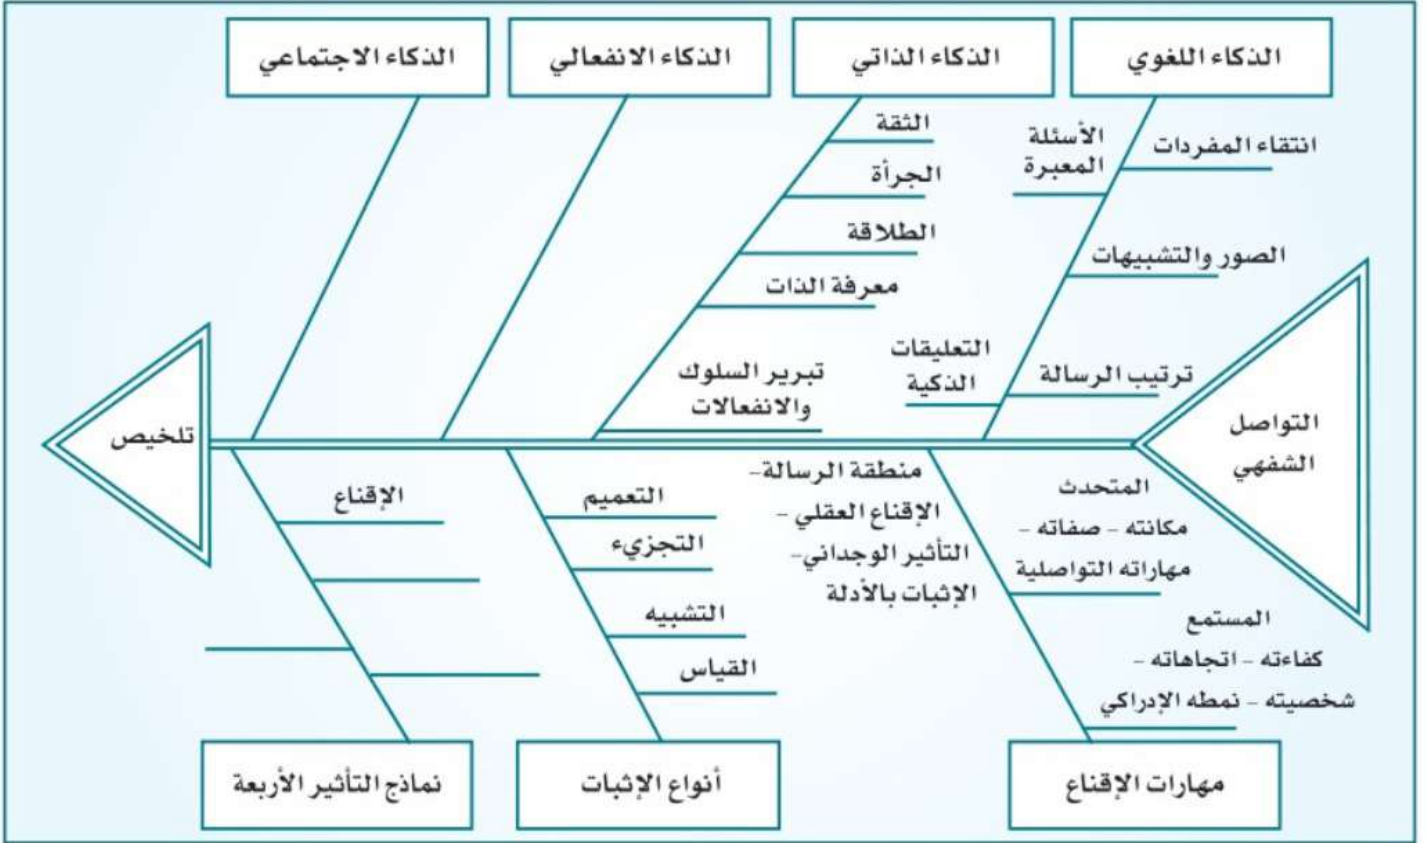 الذكاء اللغوي
الذكاء الذاتي
الذكاء الانفعالي
الذكاء الاجتماعي
انتقاء المفردات
الأسئلة
المعبرة
الصور والتشبيهات
ترتيب الرسالة
التعليقات
الذكية
الثقة
الجرأة
الطلاقة
معرفة الذات
تبرير السلوك
والانفعالات
التواصل
الشفهي
تلخيص
المتحدث
مكانته - صفاته -
مهاراته التواصلية
المستمع
كفاءته - اتجاهاته -
شخصيته - نمطه الإدراكي
منطقة الرسالة-
الإقناع العقلي -
التأثير الوجداني-
الإثبات بالأدلة
التعميم
التجزيء
التشبيه
القياس
الإقناع
مهارات الإقناع
أنواع الإثبات
نماذج التأثير الأربعة